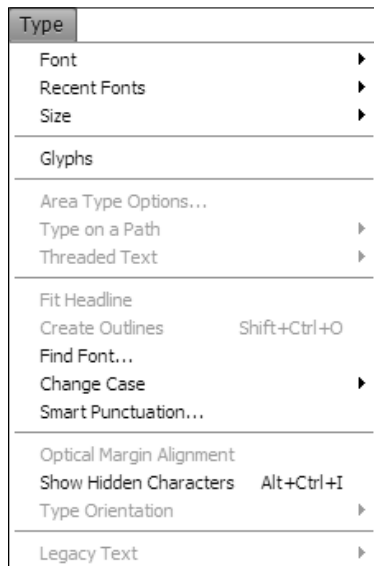 Type
Font
Recent Fonts
Size
Glyphs
Area Type Options...
Type on a Path
Threaded Text
Fit Headline
Create Outlines Shift+Ctrl+O
Find Font...
Change Case
Smart Punctuation...
Optical Margin Alignment
Show Hidden Characters Alt+Ctrl+I
Type Orientation
Legacy Text